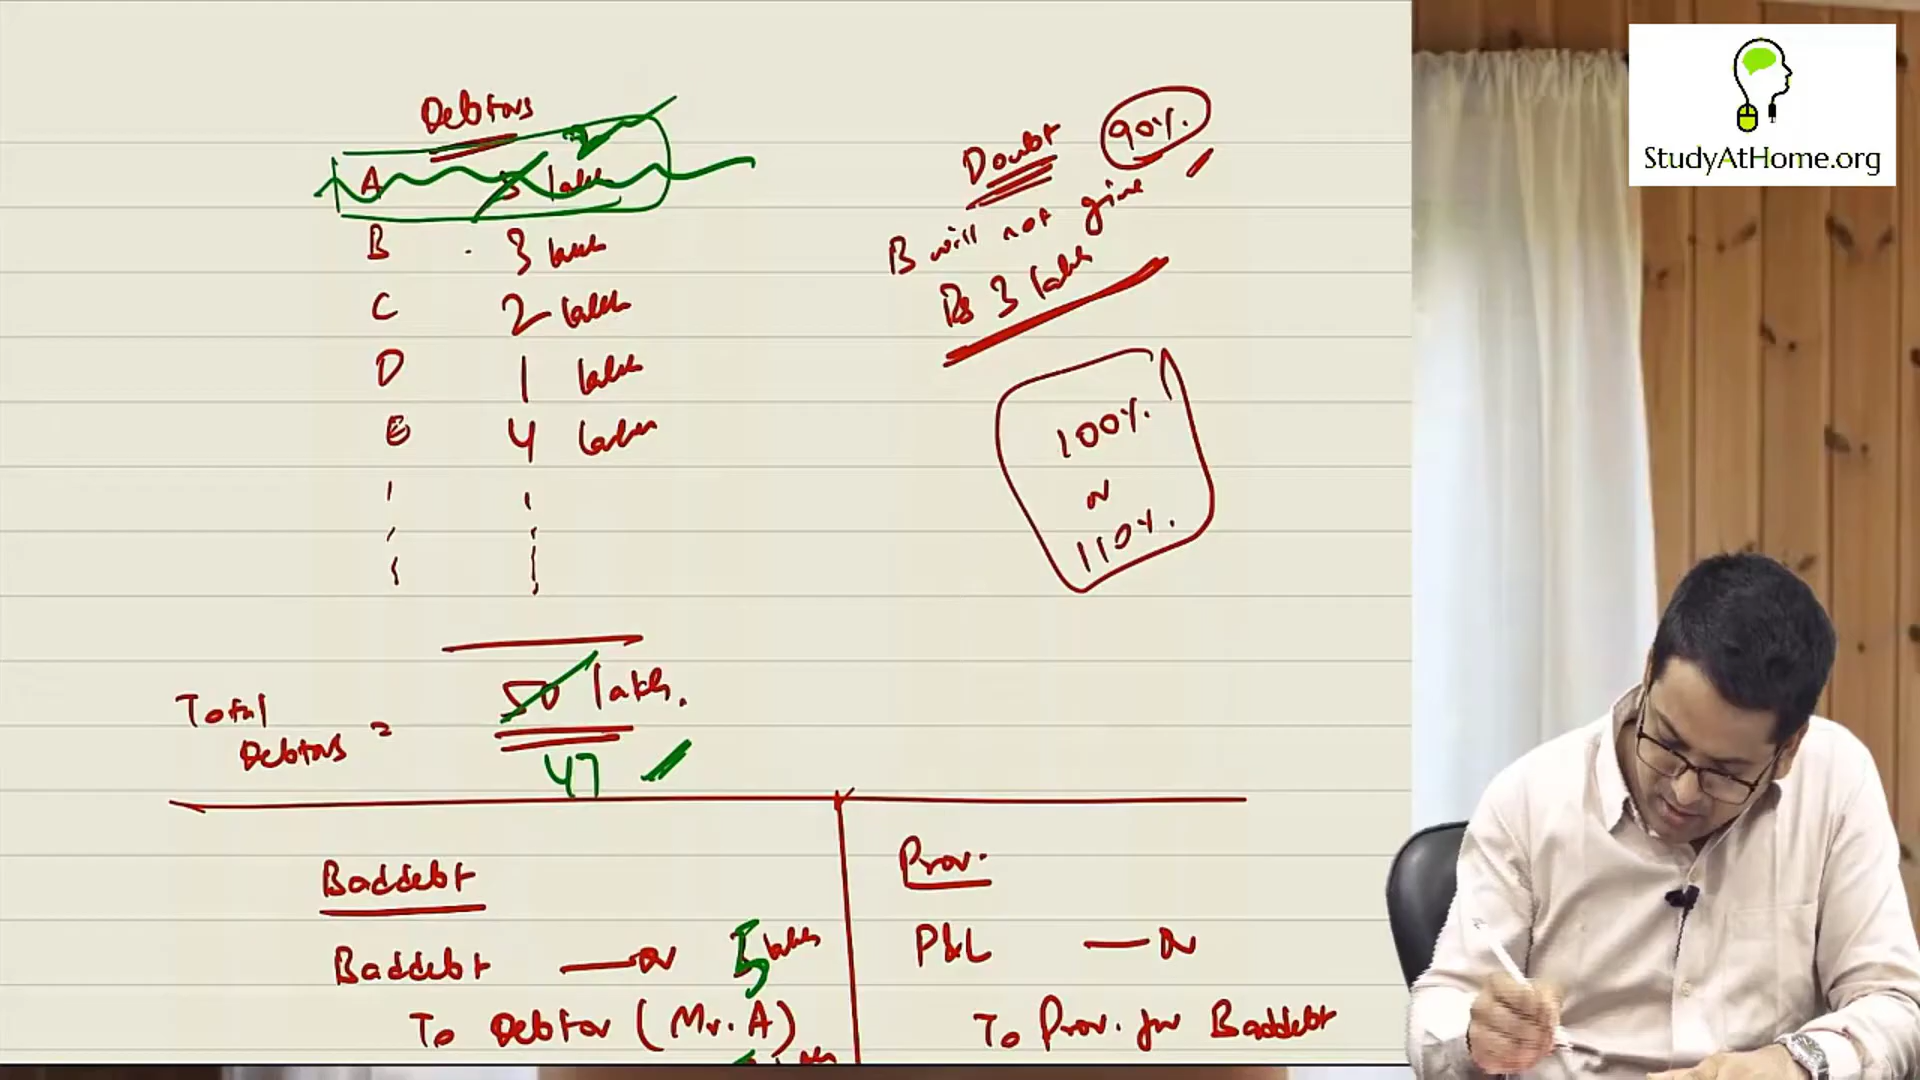 Debtors
A 5 lakh
B 3 lakh
C 2 lakh
D 1 lakh
E 4 lakh
Total Debtors = 50 lakh.
47
Doubt 90%.
B will not give
Rs 3 lakh
100%.
or
110%.
Baddebt
Baddebt — Dr 5 lakh
To Debtor (Mr. A)
Prov.
P&L — Dr
To Prov. for Baddebt
StudyAtHome.org